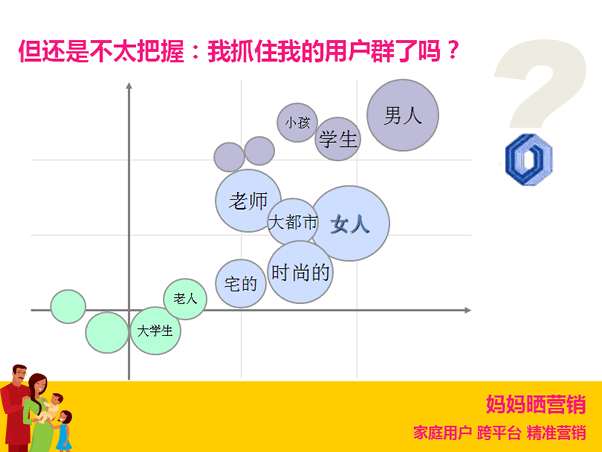 但还是不太把握：我抓住我的用户群了吗？
小孩
学生
男人
老师
大都市
女人
时尚的
宅的
老人
大学生
妈妈晒营销
家庭用户 跨平台 精准营销